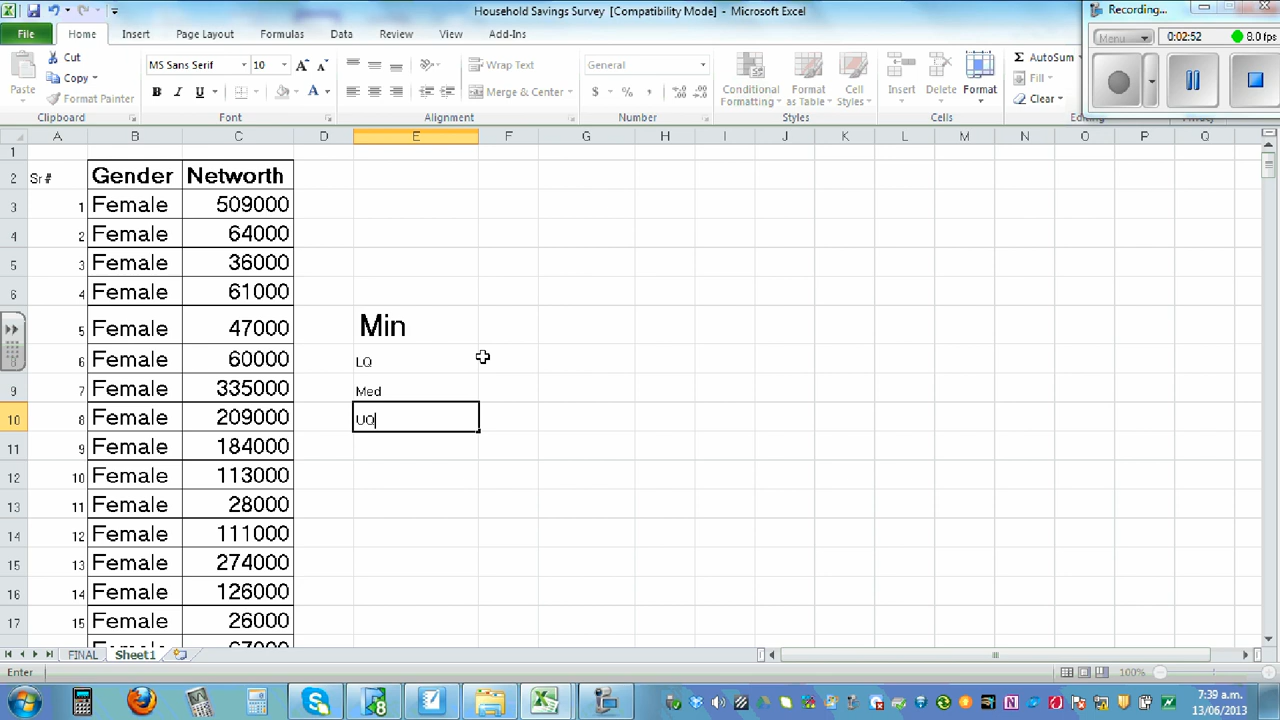 Household Savings Survey [Compatibility Mode] - Microsoft Excel
Recording...
File Home Insert Page Layout Formulas Data Review View Add-Ins
Menu 0:02:52 8.0 fps
Paste Cut Copy Format Painter
MS Sans Serif 10
B I U A
Wrap Text
Merge & Center
General
$ % ,
Conditional Formatting
Format as Table
Cell Styles
Insert Delete Format
Σ AutoSum
Fill
Clear
Clipboard Font Alignment Number Styles Cells
A B C D E F G H I J K L M N O P Q
1
2 Sr # Gender Networth
3 1 Female 509000
4 2 Female 64000
5 3 Female 36000
6 4 Female 61000
5 Female 47000 Min
6 Female 60000 LQ
9 7 Female 335000 Med
10 8 Female 209000 UQ
11 9 Female 184000
12 10 Female 113000
13 11 Female 28000
14 12 Female 111000
15 13 Female 274000
16 14 Female 126000
17 15 Female 26000
FINAL Sheet1
Enter 100%
7:39 a.m.
13/06/2013